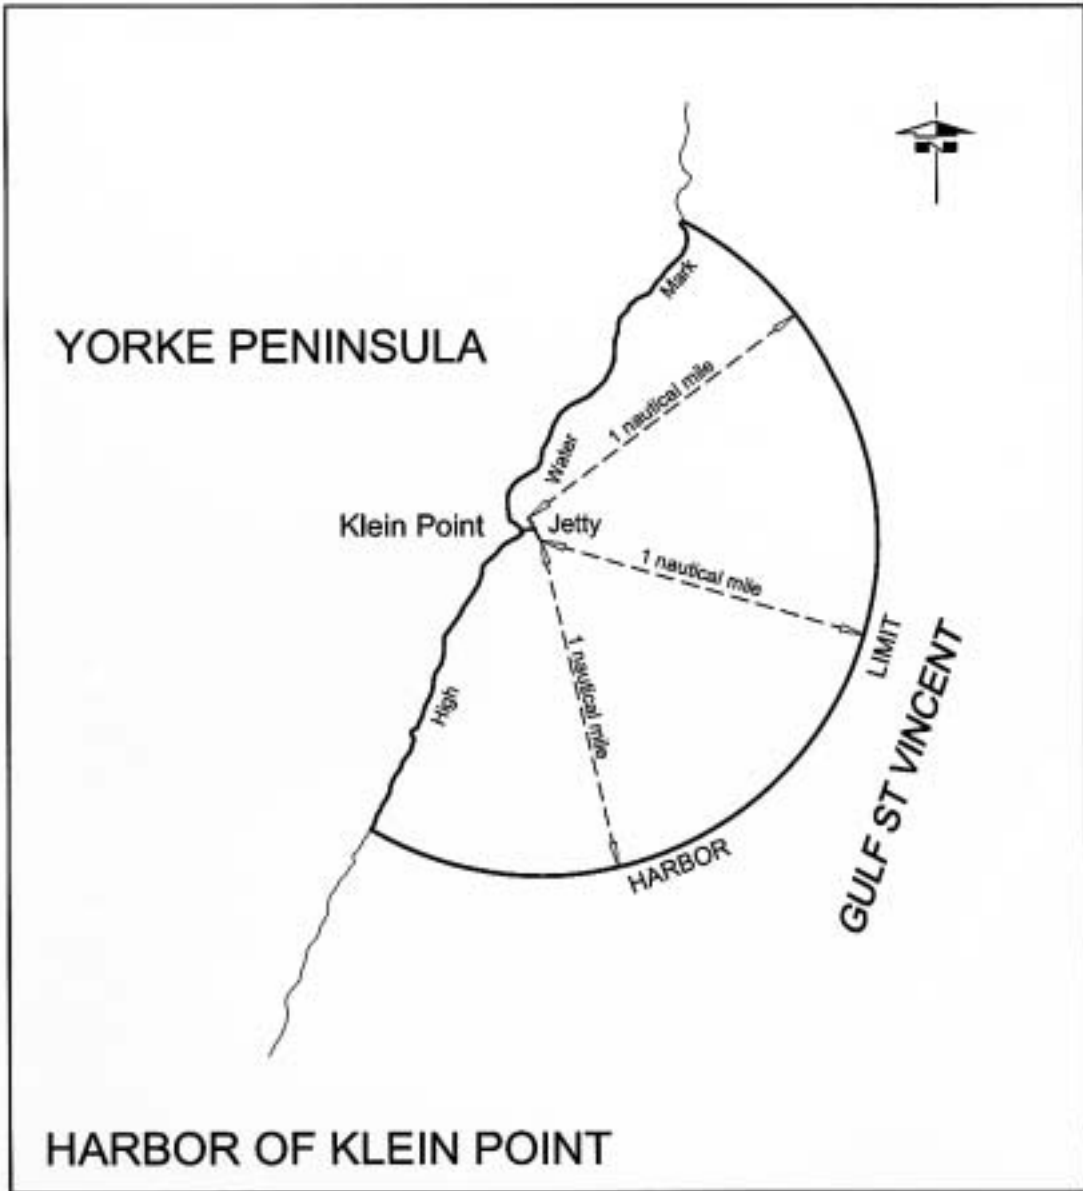 N
Mark
YORKE PENINSULA
1 nautical mile
Water
Klein Point
Jetty
1 nautical mile
LIMIT
1 nautical mile
High
GULF ST VINCENT
HARBOR
HARBOR OF KLEIN POINT